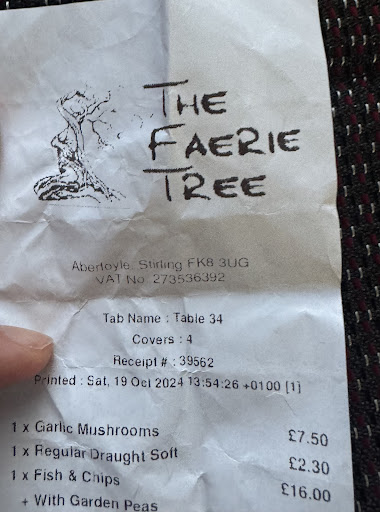 THE
FAERIE
TREE
Aberfoyle, Stirling FK8 3UG
VAT No. 273536392
Tab Name : Table 34
Covers : 4
Receipt # : 39562
Printed : Sat, 19 Oct 2024 13:54:26 +0100 [1]
1 x Garlic Mushrooms £7.50
1 x Regular Draught Soft £2.30
1 x Fish & Chips £16.00
+ With Garden Peas